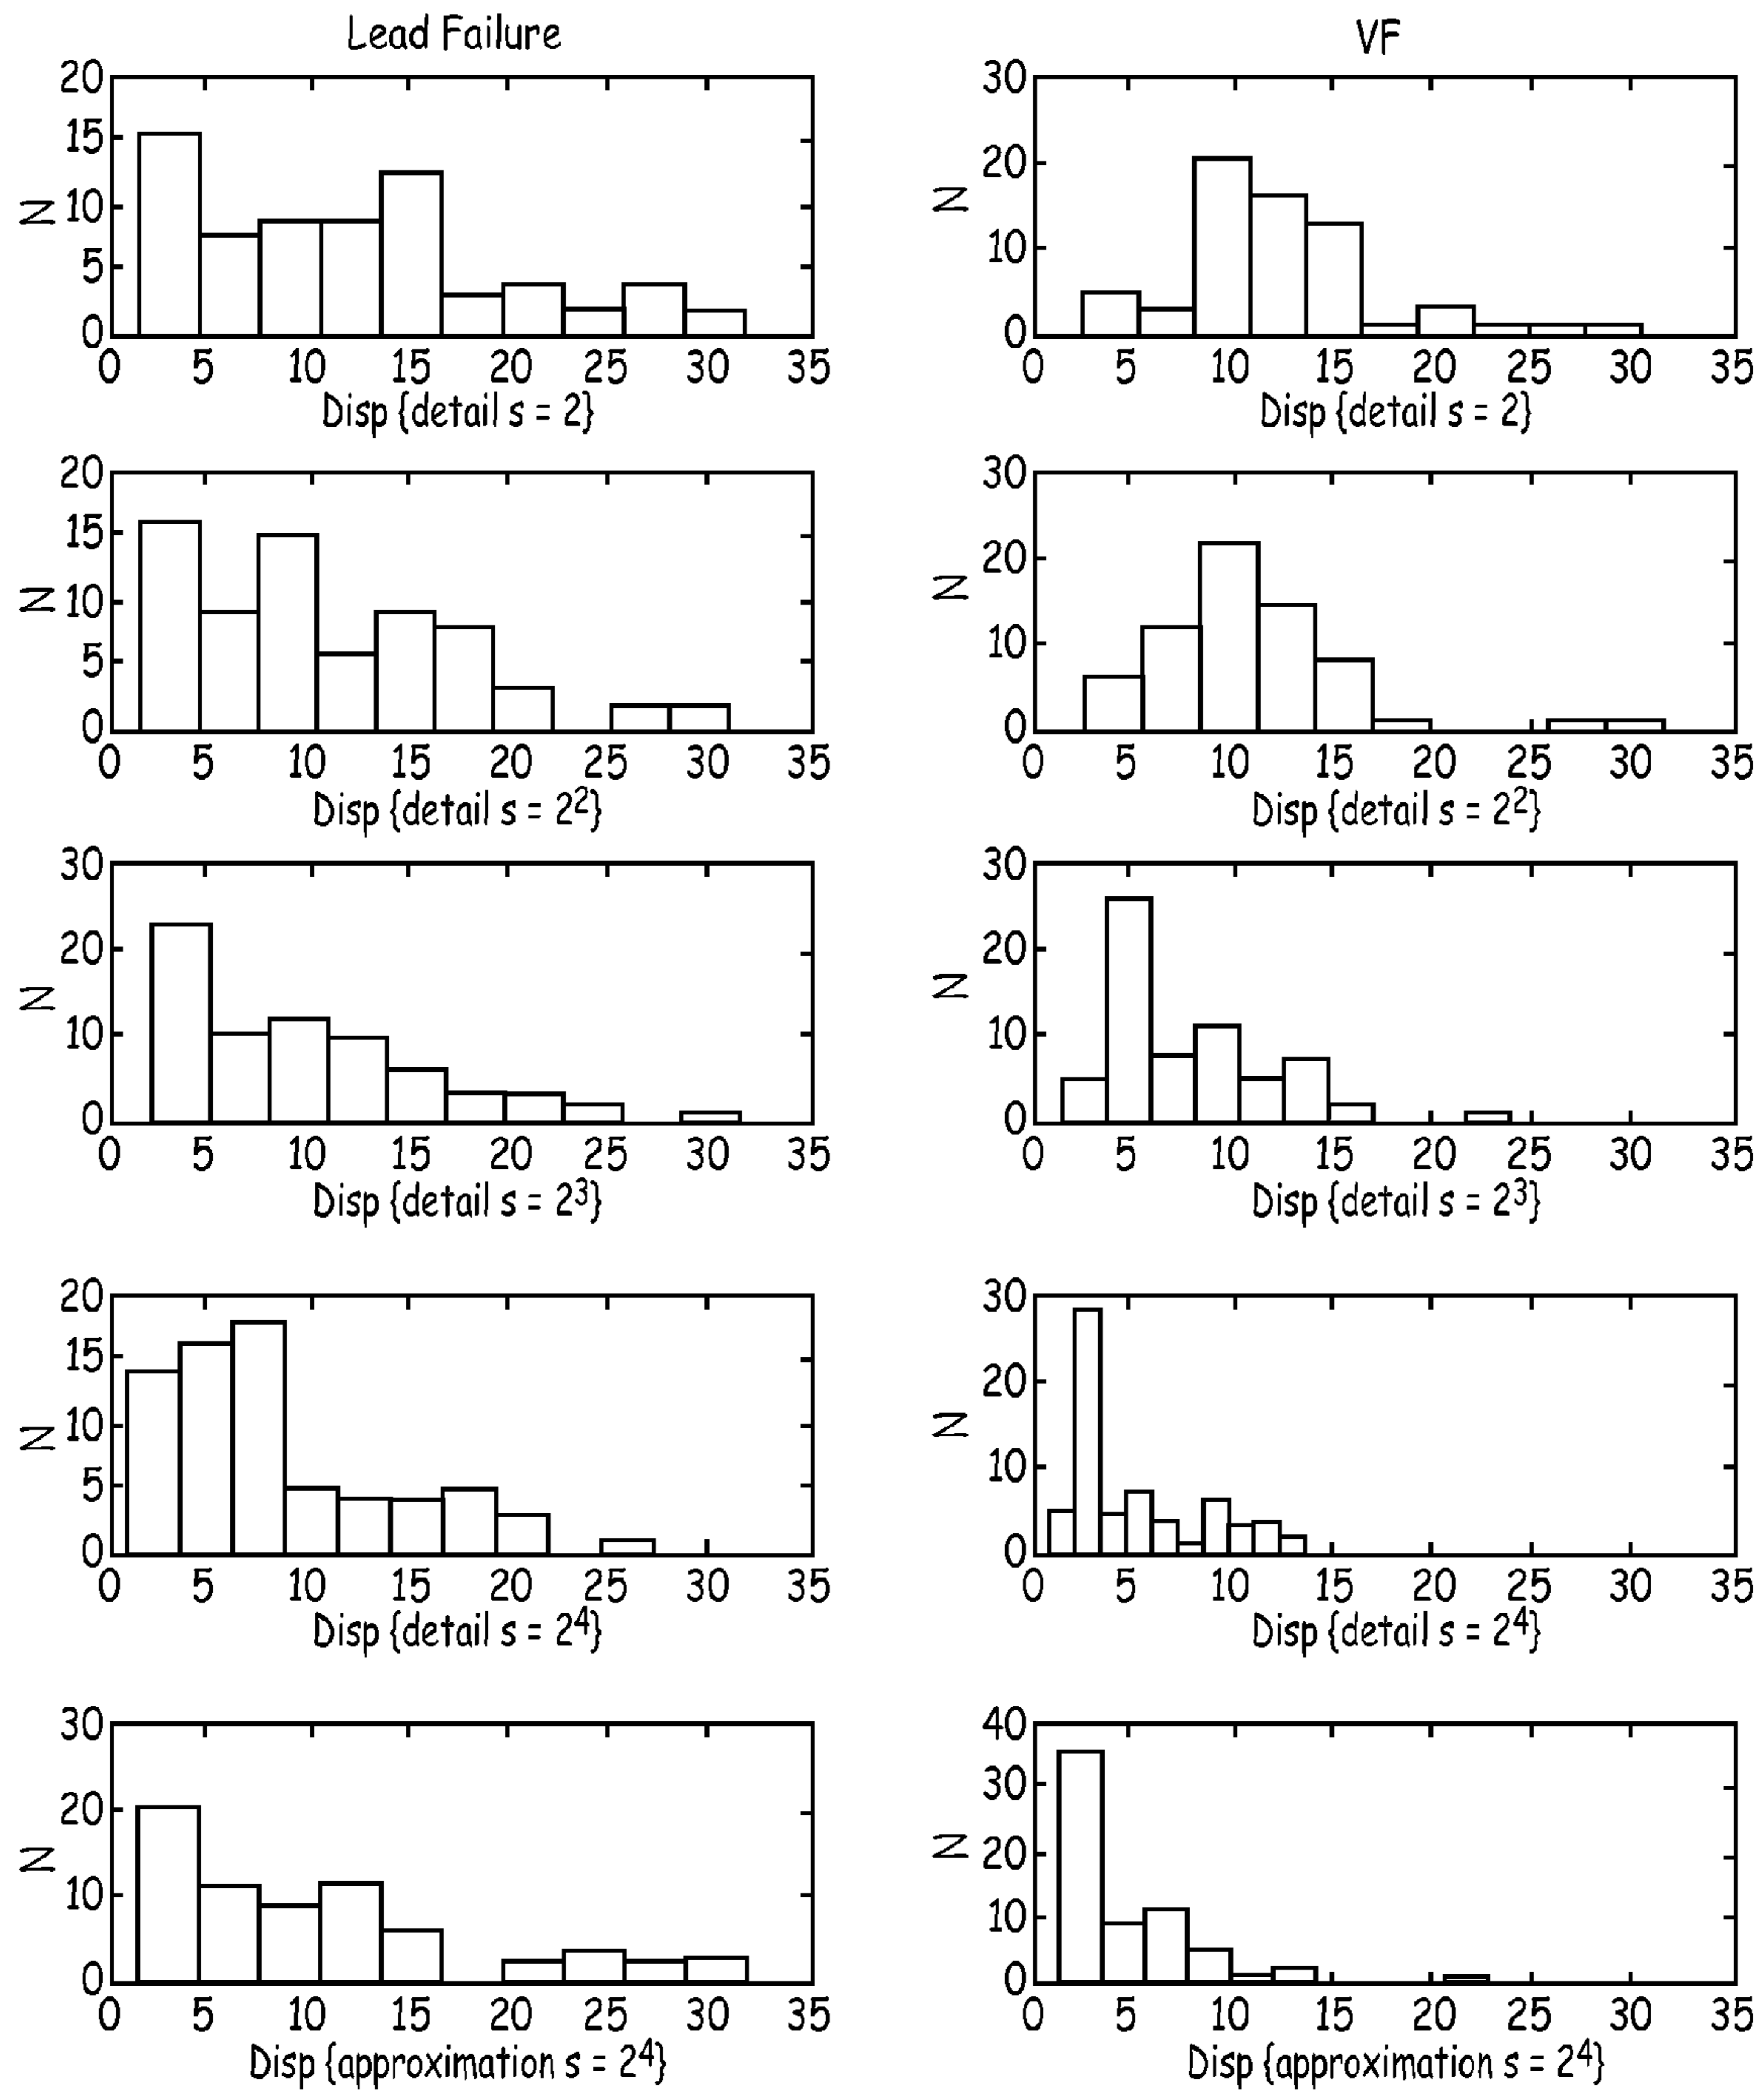 Lead Failure
VF
20
15
10
5
0
N
0 5 10 15 20 25 30 35
Disp {detail s = 2}
30
20
10
0
N
0 5 10 15 20 25 30 35
Disp {detail s = 2}
20
15
10
5
0
N
0 5 10 15 20 25 30 35
Disp {detail s = 2²}
30
20
10
0
N
0 5 10 15 20 25 30 35
Disp {detail s = 2²}
30
20
10
0
N
0 5 10 15 20 25 30 35
Disp {detail s = 2³}
30
20
10
0
N
0 5 10 15 20 25 30 35
Disp {detail s = 2³}
20
15
10
5
0
N
0 5 10 15 20 25 30 35
Disp {detail s = 2⁴}
30
20
10
0
N
0 5 10 15 20 25 30 35
Disp {detail s = 2⁴}
30
20
10
0
N
0 5 10 15 20 25 30 35
Disp {approximation s = 2⁴}
40
30
20
10
0
N
0 5 10 15 20 25 30 35
Disp {approximation s = 2⁴}